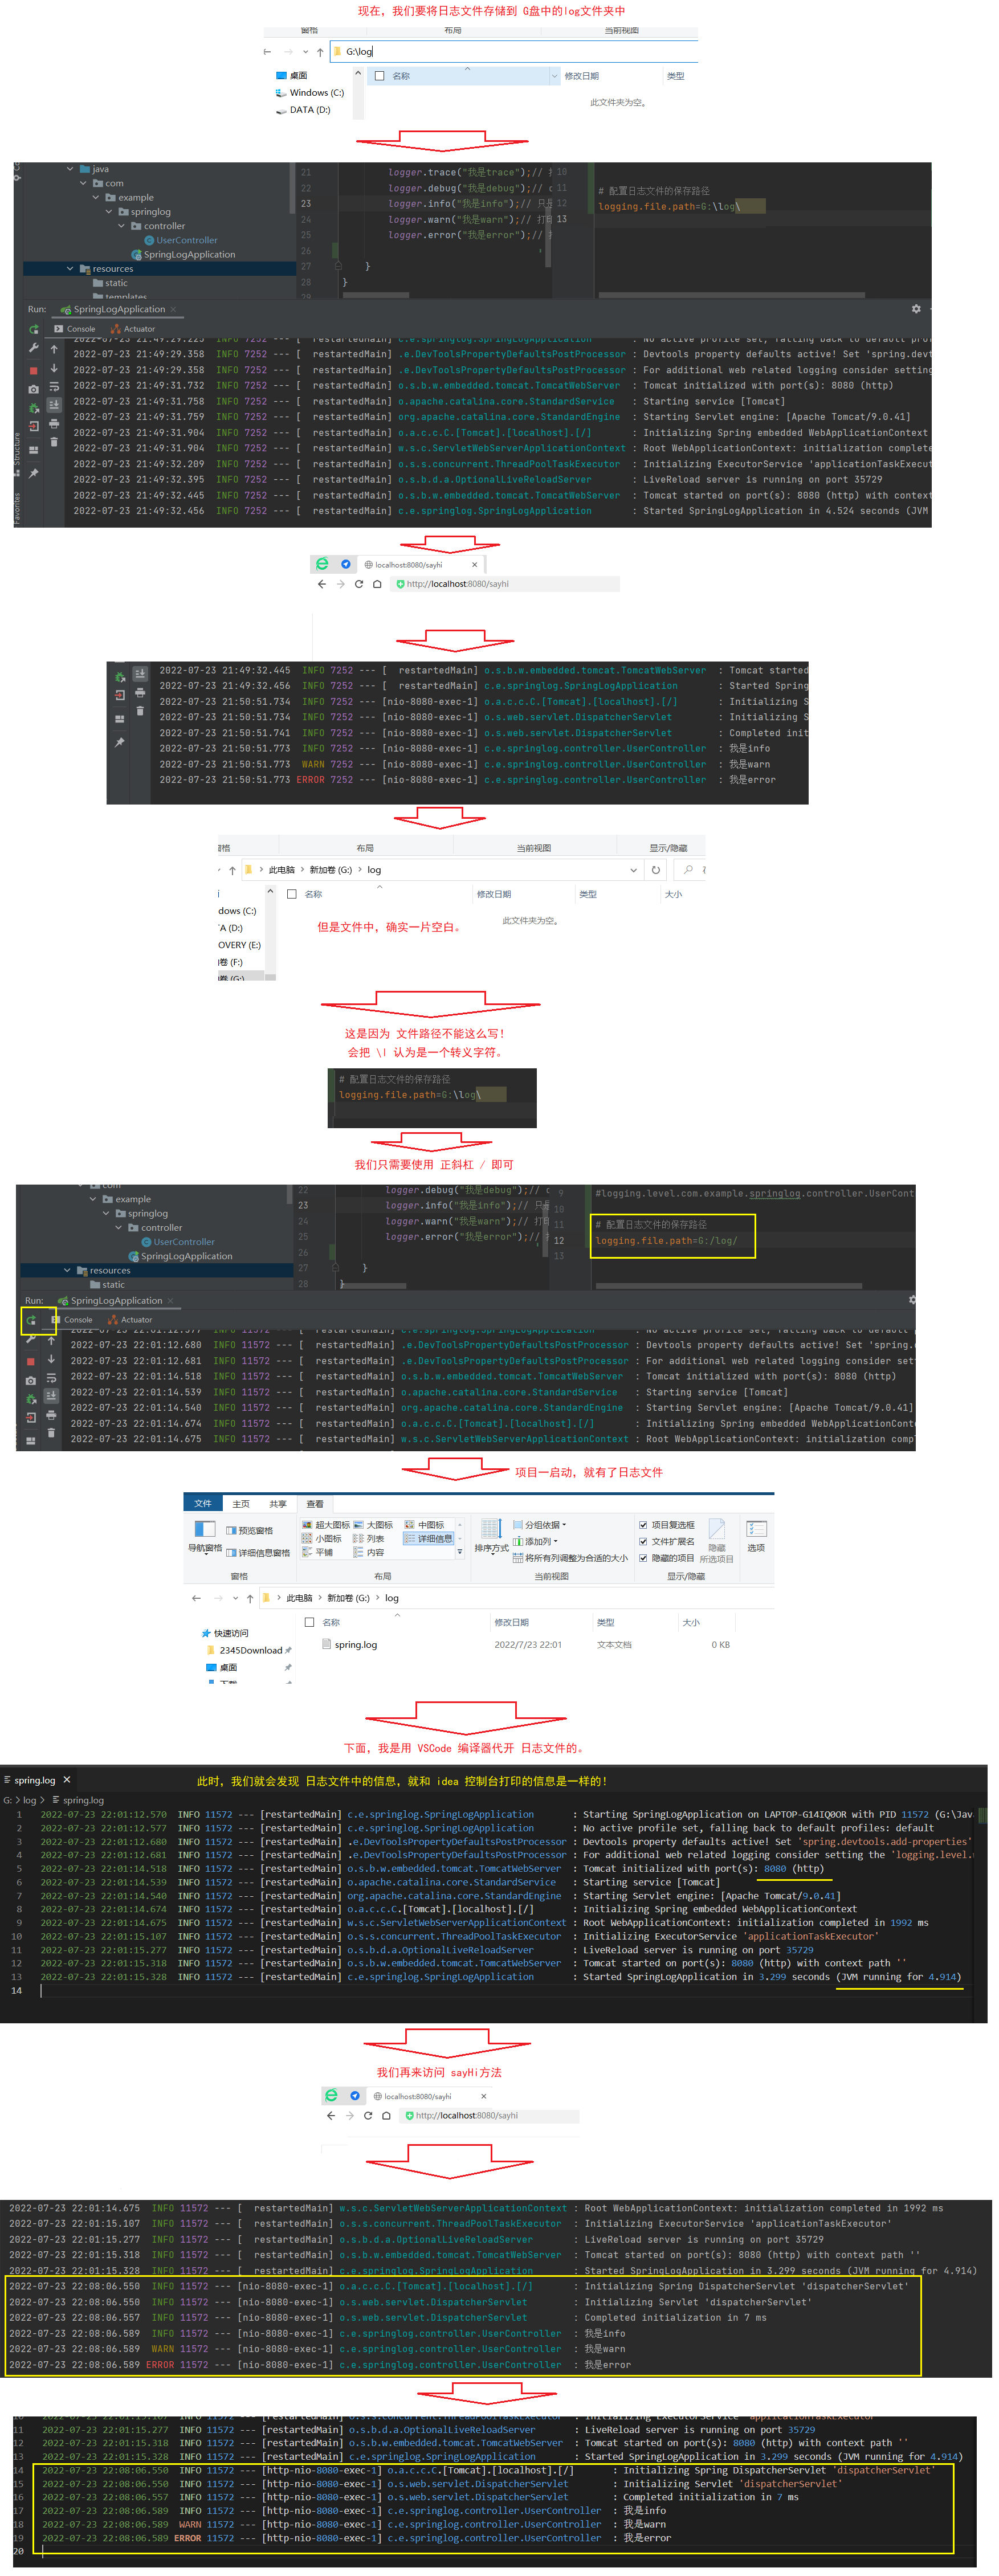 现在，我们要将日志文件存储到 G盘中的log文件夹中
窗格 布局 当前视图
G:\log
桌面 名称 修改日期 类型
Windows (C:) 此文件夹为空。
DATA (D:)
java
com
example
springlog
controller
UserController
SpringLogApplication
resources
static
templates
21 logger.trace("我是trace");//
22 logger.debug("我是debug");//
23 logger.info("我是info");//
24 logger.warn("我是warn");// 打
25 logger.error("我是error");//
26
27 }
28 }
29
10
11 # 配置日志文件的保存路径
12 logging.file.path=G:\log\
13
Run: SpringLogApplication
Console Actuator
2022-07-23 21:49:29.223 INFO 7252 --- [ restartedMain] c.e.springlog.SpringLogApplication : No active profile set, falling back to default prof
2022-07-23 21:49:29.358 INFO 7252 --- [ restartedMain] .e.DevToolsPropertyDefaultsPostProcessor : Devtools property defaults active! Set 'spring.devt
2022-07-23 21:49:29.358 INFO 7252 --- [ restartedMain] .e.DevToolsPropertyDefaultsPostProcessor : For additional web related logging consider setting
2022-07-23 21:49:31.732 INFO 7252 --- [ restartedMain] o.s.b.w.embedded.tomcat.TomcatWebServer : Tomcat initialized with port(s): 8080 (http)
2022-07-23 21:49:31.758 INFO 7252 --- [ restartedMain] o.apache.catalina.core.StandardService : Starting service [Tomcat]
2022-07-23 21:49:31.759 INFO 7252 --- [ restartedMain] org.apache.catalina.core.StandardEngine : Starting Servlet engine: [Apache Tomcat/9.0.41]
2022-07-23 21:49:31.904 INFO 7252 --- [ restartedMain] o.a.c.c.C.[Tomcat].[localhost].[/] : Initializing Spring embedded WebApplicationContext
2022-07-23 21:49:31.904 INFO 7252 --- [ restartedMain] w.s.c.ServletWebServerApplicationContext : Root WebApplicationContext: initialization complete
2022-07-23 21:49:32.209 INFO 7252 --- [ restartedMain] o.s.s.concurrent.ThreadPoolTaskExecutor : Initializing ExecutorService 'applicationTaskExecut
2022-07-23 21:49:32.395 INFO 7252 --- [ restartedMain] o.s.b.d.a.OptionalLiveReloadServer : LiveReload server is running on port 35729
2022-07-23 21:49:32.445 INFO 7252 --- [ restartedMain] o.s.b.w.embedded.tomcat.TomcatWebServer : Tomcat started on port(s): 8080 (http) with context
2022-07-23 21:49:32.456 INFO 7252 --- [ restartedMain] c.e.springlog.SpringLogApplication : Started SpringLogApplication in 4.524 seconds (JVM
Structure
Favorites
localhost:8080/sayhi
http://localhost:8080/sayhi
2022-07-23 21:49:32.445 INFO 7252 --- [ restartedMain] o.s.b.w.embedded.tomcat.TomcatWebServer : Tomcat started
2022-07-23 21:49:32.456 INFO 7252 --- [ restartedMain] c.e.springlog.SpringLogApplication : Started Spring
2022-07-23 21:50:51.734 INFO 7252 --- [nio-8080-exec-1] o.a.c.c.C.[Tomcat].[localhost].[/] : Initializing S
2022-07-23 21:50:51.734 INFO 7252 --- [nio-8080-exec-1] o.s.web.servlet.DispatcherServlet : Initializing S
2022-07-23 21:50:51.741 INFO 7252 --- [nio-8080-exec-1] o.s.web.servlet.DispatcherServlet : Completed init
2022-07-23 21:50:51.773 INFO 7252 --- [nio-8080-exec-1] c.e.springlog.controller.UserController : 我是info
2022-07-23 21:50:51.773 WARN 7252 --- [nio-8080-exec-1] c.e.springlog.controller.UserController : 我是warn
2022-07-23 21:50:51.773 ERROR 7252 --- [nio-8080-exec-1] c.e.springlog.controller.UserController : 我是error
窗格 布局 当前视图 显示/隐藏
此电脑 新加卷 (G:) log
名称 修改日期 类型 大小
dows (C:)
A (D:)
OVERY (E:)
卷 (F:)
卷 (G:)
此文件夹为空。
但是文件中，确实一片空白。
这是因为 文件路径不能这么写！
会把 \l 认为是一个转义字符。
# 配置日志文件的保存路径
logging.file.path=G:\log\
我们只需要使用 正斜杠 / 即可
com
example
springlog
controller
UserController
SpringLogApplication
resources
static
22 logger.debug("我是debug");//
23 logger.info("我是info");//
24 logger.warn("我是warn");// 打
25 logger.error("我是error");//
26
27 }
28 }
9 #logging.level.com.example.springlog.controller.UserCont
10
11 # 配置日志文件的保存路径
12 logging.file.path=G:/log/
13
Run: SpringLogApplication
Console Actuator
2022-07-23 22:01:12.577 INFO 11572 --- [ restartedMain] c.e.springlog.SpringLogApplication : No active profile set, falling back to default
2022-07-23 22:01:12.680 INFO 11572 --- [ restartedMain] .e.DevToolsPropertyDefaultsPostProcessor : Devtools property defaults active! Set 'spring.
2022-07-23 22:01:12.681 INFO 11572 --- [ restartedMain] .e.DevToolsPropertyDefaultsPostProcessor : For additional web related logging consider set
2022-07-23 22:01:14.518 INFO 11572 --- [ restartedMain] o.s.b.w.embedded.tomcat.TomcatWebServer : Tomcat initialized with port(s): 8080 (http)
2022-07-23 22:01:14.539 INFO 11572 --- [ restartedMain] o.apache.catalina.core.StandardService : Starting service [Tomcat]
2022-07-23 22:01:14.540 INFO 11572 --- [ restartedMain] org.apache.catalina.core.StandardEngine : Starting Servlet engine: [Apache Tomcat/9.0.41]
2022-07-23 22:01:14.674 INFO 11572 --- [ restartedMain] o.a.c.c.C.[Tomcat].[localhost].[/] : Initializing Spring embedded WebApplicationConte
2022-07-23 22:01:14.675 INFO 11572 --- [ restartedMain] w.s.c.ServletWebServerApplicationContext : Root WebApplicationContext: initialization comp
项目一启动，就有了日志文件
文件 主页 共享 查看
导航窗格 预览窗格 详细信息窗格
超大图标 大图标 中图标
小图标 列表 详细信息
平铺 内容
排序方式 分组依据 添加列 将所有列调整为合适的大小
项目复选框 文件扩展名 隐藏的项目
隐藏 所选项目 选项
窗格 布局 当前视图 显示/隐藏
此电脑 新加卷 (G:) log
名称 修改日期 类型 大小
快速访问
2345Download
桌面
下载
spring.log 2022/7/23 22:01 文本文档 0 KB
下面，我是用 VSCode 编译器代开 日志文件的。
spring.log
此时，我们就会发现 日志文件中的信息，就和 idea 控制台打印的信息是一样的！
G: > log > spring.log
1 2022-07-23 22:01:12.570 INFO 11572 --- [restartedMain] c.e.springlog.SpringLogApplication : Starting SpringLogApplication on LAPTOP-G14IQ0OR with PID 11572 (G:\Jav
2 2022-07-23 22:01:12.577 INFO 11572 --- [restartedMain] c.e.springlog.SpringLogApplication : No active profile set, falling back to default profiles: default
3 2022-07-23 22:01:12.680 INFO 11572 --- [restartedMain] .e.DevToolsPropertyDefaultsPostProcessor : Devtools property defaults active! Set 'spring.devtools.add-properties'
4 2022-07-23 22:01:12.681 INFO 11572 --- [restartedMain] .e.DevToolsPropertyDefaultsPostProcessor : For additional web related logging consider setting the 'logging.level.
5 2022-07-23 22:01:14.518 INFO 11572 --- [restartedMain] o.s.b.w.embedded.tomcat.TomcatWebServer : Tomcat initialized with port(s): 8080 (http)
6 2022-07-23 22:01:14.539 INFO 11572 --- [restartedMain] o.apache.catalina.core.StandardService : Starting service [Tomcat]
7 2022-07-23 22:01:14.540 INFO 11572 --- [restartedMain] org.apache.catalina.core.StandardEngine : Starting Servlet engine: [Apache Tomcat/9.0.41]
8 2022-07-23 22:01:14.674 INFO 11572 --- [restartedMain] o.a.c.c.C.[Tomcat].[localhost].[/] : Initializing Spring embedded WebApplicationContext
9 2022-07-23 22:01:14.675 INFO 11572 --- [restartedMain] w.s.c.ServletWebServerApplicationContext : Root WebApplicationContext: initialization completed in 1992 ms
10 2022-07-23 22:01:15.107 INFO 11572 --- [restartedMain] o.s.s.concurrent.ThreadPoolTaskExecutor : Initializing ExecutorService 'applicationTaskExecutor'
11 2022-07-23 22:01:15.277 INFO 11572 --- [restartedMain] o.s.b.d.a.OptionalLiveReloadServer : LiveReload server is running on port 35729
12 2022-07-23 22:01:15.318 INFO 11572 --- [restartedMain] o.s.b.w.embedded.tomcat.TomcatWebServer : Tomcat started on port(s): 8080 (http) with context path ''
13 2022-07-23 22:01:15.328 INFO 11572 --- [restartedMain] c.e.springlog.SpringLogApplication : Started SpringLogApplication in 3.299 seconds (JVM running for 4.914)
14
我们再来访问 sayHi方法
localhost:8080/sayhi
http://localhost:8080/sayhi
2022-07-23 22:01:14.675 INFO 11572 --- [ restartedMain] w.s.c.ServletWebServerApplicationContext : Root WebApplicationContext: initialization completed in 1992 ms
2022-07-23 22:01:15.107 INFO 11572 --- [ restartedMain] o.s.s.concurrent.ThreadPoolTaskExecutor : Initializing ExecutorService 'applicationTaskExecutor'
2022-07-23 22:01:15.277 INFO 11572 --- [ restartedMain] o.s.b.d.a.OptionalLiveReloadServer : LiveReload server is running on port 35729
2022-07-23 22:01:15.318 INFO 11572 --- [ restartedMain] o.s.b.w.embedded.tomcat.TomcatWebServer : Tomcat started on port(s): 8080 (http) with context path ''
2022-07-23 22:01:15.328 INFO 11572 --- [ restartedMain] c.e.springlog.SpringLogApplication : Started SpringLogApplication in 3.299 seconds (JVM running for 4.914)
2022-07-23 22:08:06.550 INFO 11572 --- [nio-8080-exec-1] o.a.c.c.C.[Tomcat].[localhost].[/] : Initializing Spring DispatcherServlet 'dispatcherServlet'
2022-07-23 22:08:06.550 INFO 11572 --- [nio-8080-exec-1] o.s.web.servlet.DispatcherServlet : Initializing Servlet 'dispatcherServlet'
2022-07-23 22:08:06.557 INFO 11572 --- [nio-8080-exec-1] o.s.web.servlet.DispatcherServlet : Completed initialization in 7 ms
2022-07-23 22:08:06.589 INFO 11572 --- [nio-8080-exec-1] c.e.springlog.controller.UserController : 我是info
2022-07-23 22:08:06.589 WARN 11572 --- [nio-8080-exec-1] c.e.springlog.controller.UserController : 我是warn
2022-07-23 22:08:06.589 ERROR 11572 --- [nio-8080-exec-1] c.e.springlog.controller.UserController : 我是error
10 2022-07-23 22:01:15.107 INFO 11572 --- [restartedMain] o.s.s.concurrent.ThreadPoolTaskExecutor : Initializing ExecutorService 'applicationTaskExecutor'
11 2022-07-23 22:01:15.277 INFO 11572 --- [restartedMain] o.s.b.d.a.OptionalLiveReloadServer : LiveReload server is running on port 35729
12 2022-07-23 22:01:15.318 INFO 11572 --- [restartedMain] o.s.b.w.embedded.tomcat.TomcatWebServer : Tomcat started on port(s): 8080 (http) with context path ''
13 2022-07-23 22:01:15.328 INFO 11572 --- [restartedMain] c.e.springlog.SpringLogApplication : Started SpringLogApplication in 3.299 seconds (JVM running for 4.914)
14 2022-07-23 22:08:06.550 INFO 11572 --- [http-nio-8080-exec-1] o.a.c.c.C.[Tomcat].[localhost].[/] : Initializing Spring DispatcherServlet 'dispatcherServlet'
15 2022-07-23 22:08:06.550 INFO 11572 --- [http-nio-8080-exec-1] o.s.web.servlet.DispatcherServlet : Initializing Servlet 'dispatcherServlet'
16 2022-07-23 22:08:06.557 INFO 11572 --- [http-nio-8080-exec-1] o.s.web.servlet.DispatcherServlet : Completed initialization in 7 ms
17 2022-07-23 22:08:06.589 INFO 11572 --- [http-nio-8080-exec-1] c.e.springlog.controller.UserController : 我是info
18 2022-07-23 22:08:06.589 WARN 11572 --- [http-nio-8080-exec-1] c.e.springlog.controller.UserController : 我是warn
19 2022-07-23 22:08:06.589 ERROR 11572 --- [http-nio-8080-exec-1] c.e.springlog.controller.UserController : 我是error
20